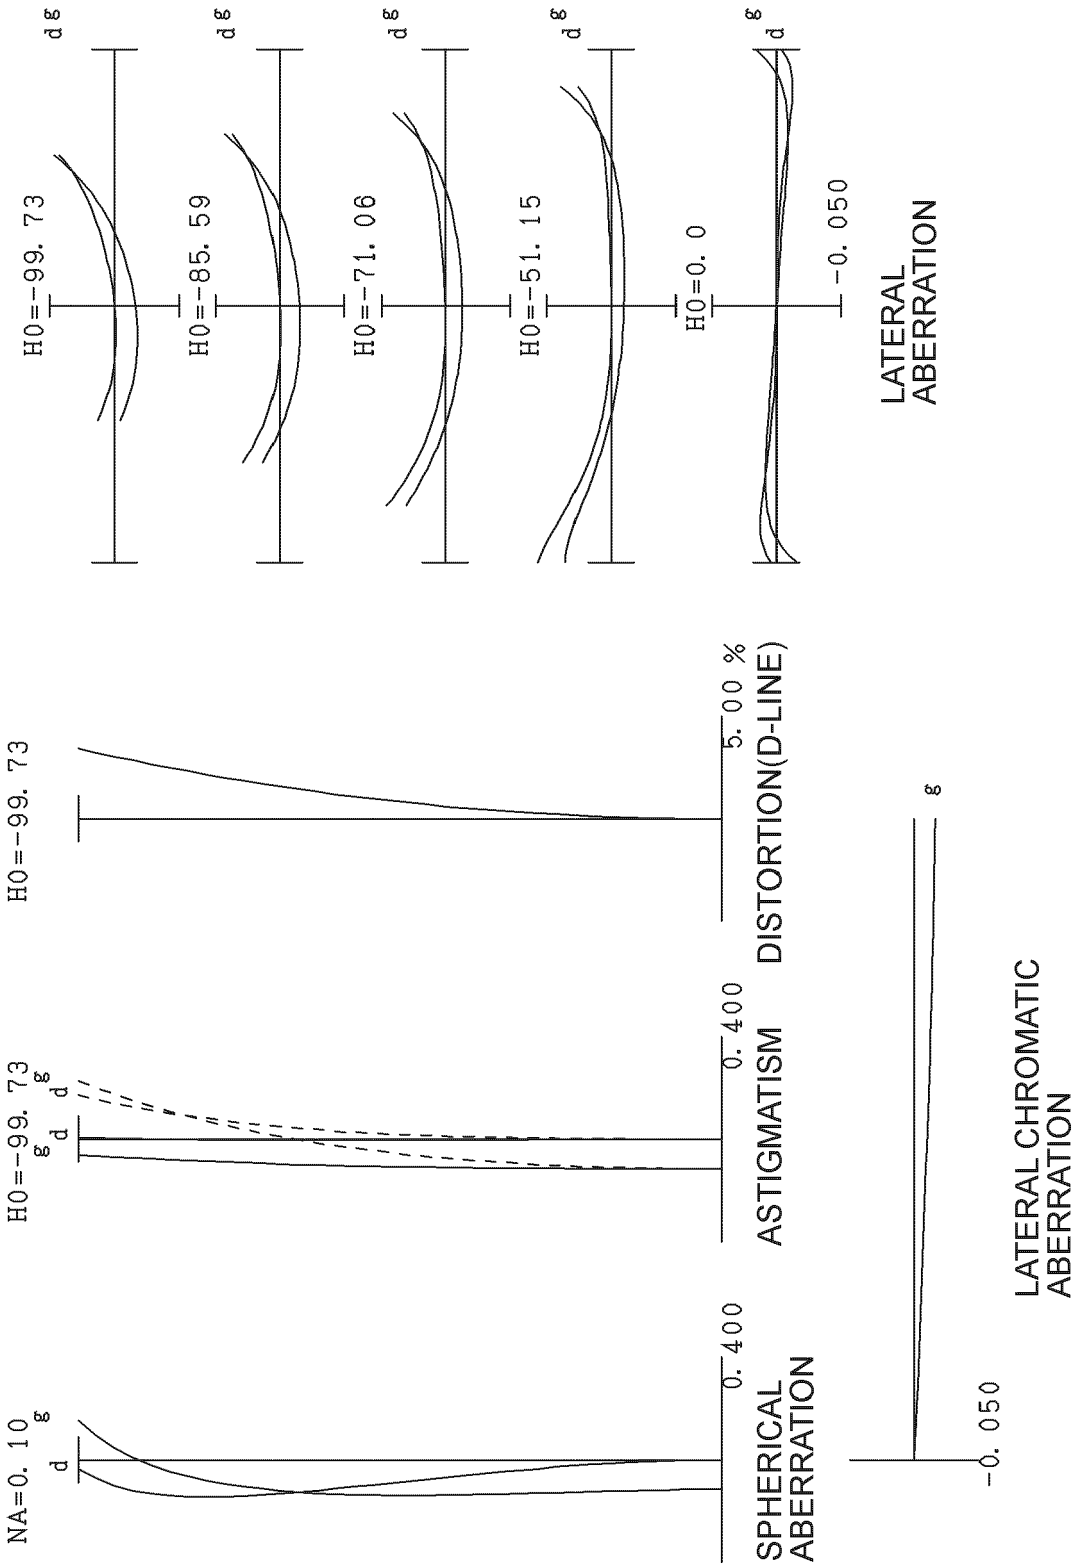 NA=0. 10
d
g
0. 400
SPHERICAL
ABERRATION
H0=-99. 73
g
d
d
g
0. 400
ASTIGMATISM
H0=-99. 73
5. 00 %
DISTORTION(D-LINE)
-0. 050
g
LATERAL CHROMATIC
ABERRATION
H0=-99. 73
d g
H0=-85. 59
d g
H0=-71. 06
d g
H0=-51. 15
d g
H0=0. 0
d g
-0. 050
LATERAL
ABERRATION